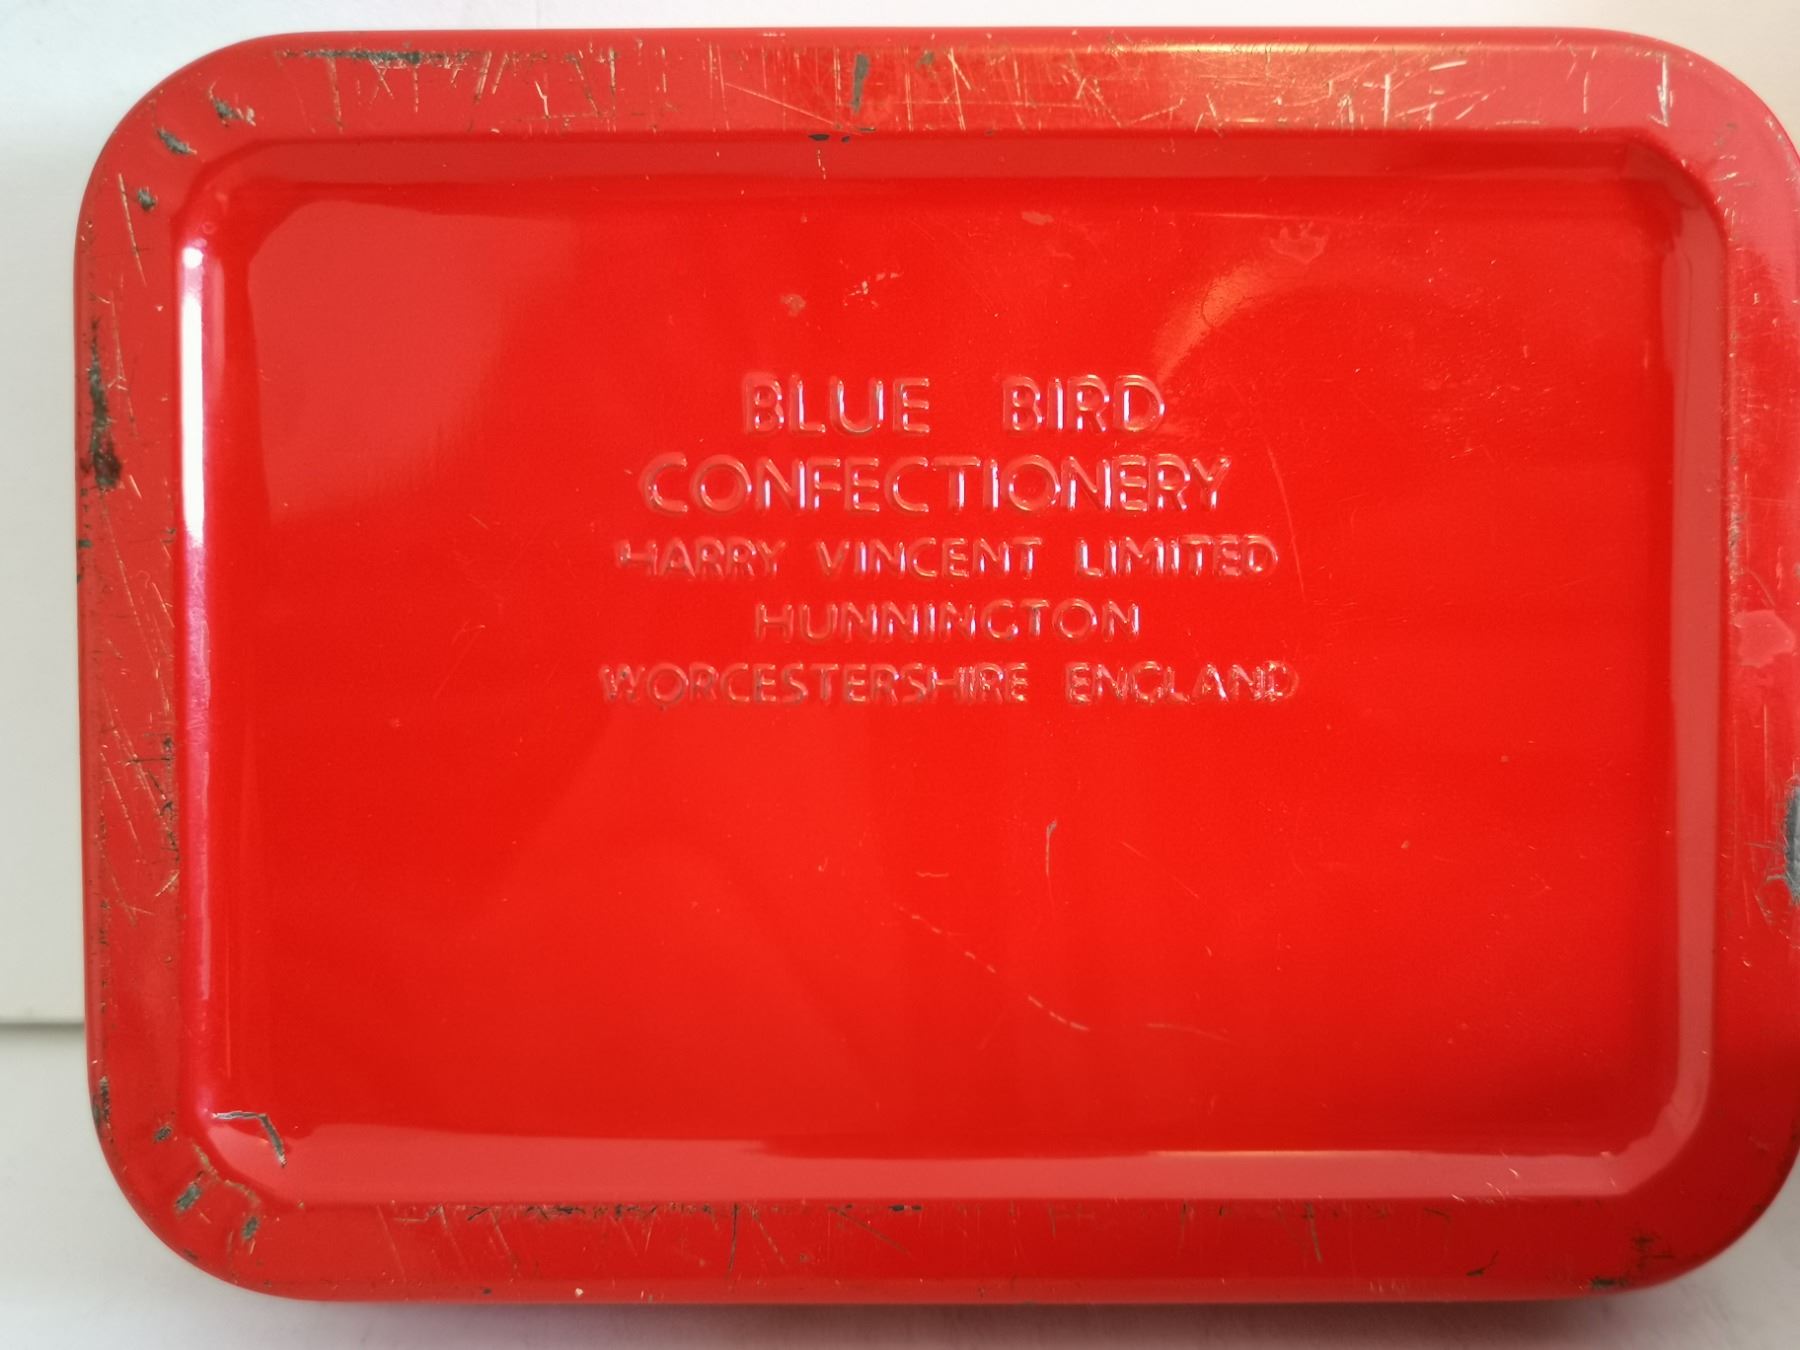 BLUE BIRD
CONFECTIONERY
HARRY VINCENT LIMITED
HUNNINGTON
WORCESTERSHIRE ENGLAND